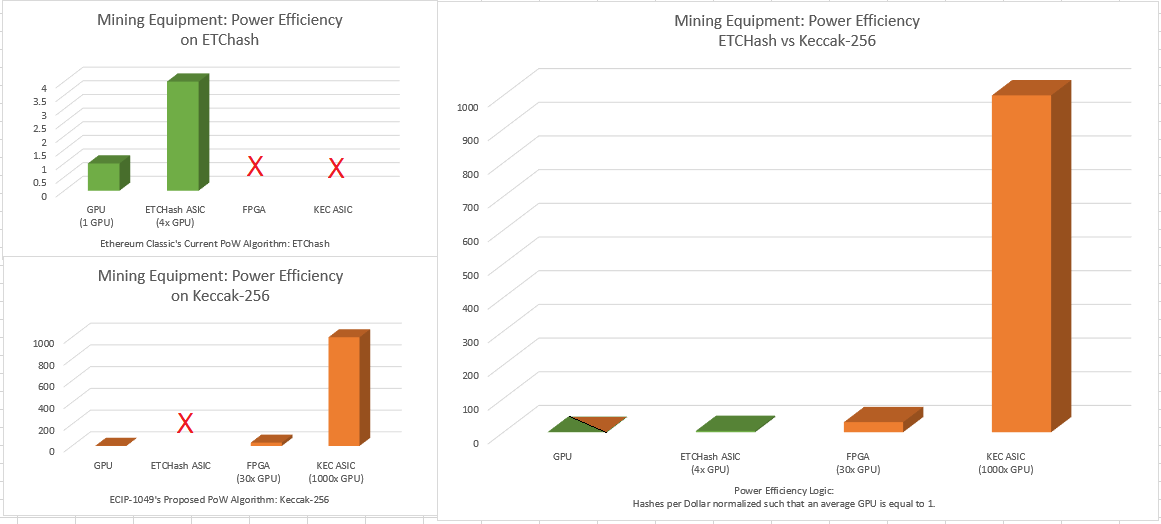 Mining Equipment: Power Efficiency
on ETChash
4
3.5
3
2.5
2
1.5
1
0.5
0
X
X
GPU
(1 GPU)
ETCHash ASIC
(4x GPU)
FPGA
KEC ASIC
Ethereum Classic's Current PoW Algorithm: ETChash
Mining Equipment: Power Efficiency
on Keccak-256
1000
800
600
400
200
0
X
GPU
ETCHash ASIC
FPGA
(30x GPU)
KEC ASIC
(1000x GPU)
ECIP-1049's Proposed PoW Algorithm: Keccak-256
Mining Equipment: Power Efficiency
ETCHash vs Keccak-256
1000
900
800
700
600
500
400
300
200
100
0
GPU
ETCHash ASIC
(4x GPU)
FPGA
(30x GPU)
KEC ASIC
(1000x GPU)
Power Efficiency Logic:
Hashes per Dollar normalized such that an average GPU is equal to 1.